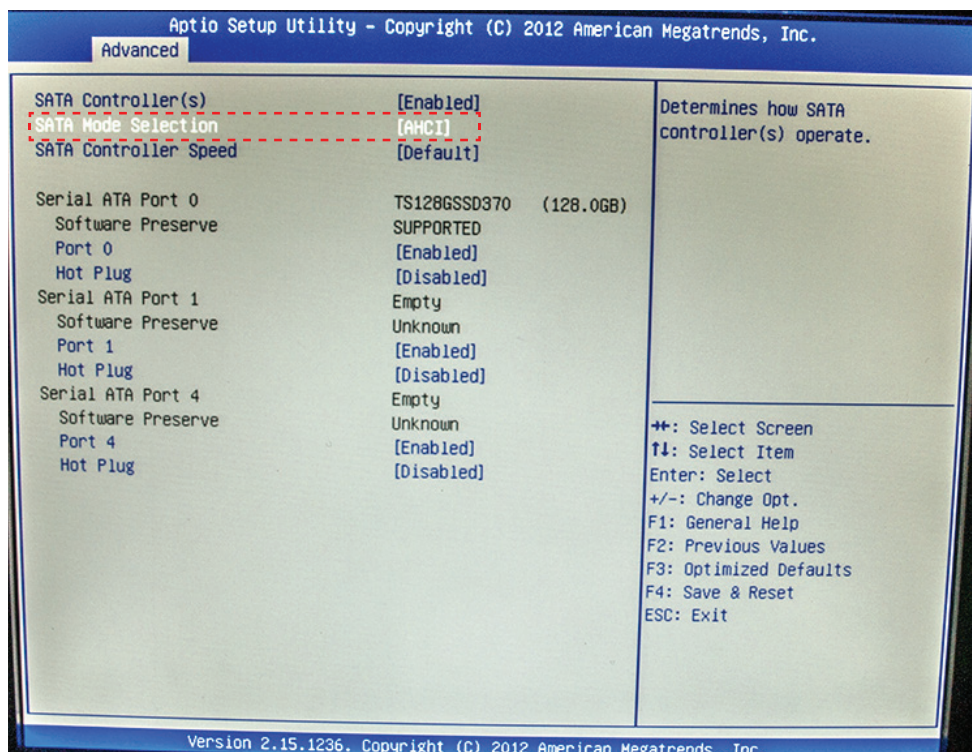 Aptio Setup Utility - Copyright (C) 2012 American Megatrends, Inc.
Advanced
SATA Controller(s) [Enabled]
SATA Mode Selection [AHCI]
SATA Controller Speed [Default]
Serial ATA Port 0 TS128GSSD370 (128.0GB)
Software Preserve SUPPORTED
Port 0 [Enabled]
Hot Plug [Disabled]
Serial ATA Port 1 Empty
Software Preserve Unknown
Port 1 [Enabled]
Hot Plug [Disabled]
Serial ATA Port 4 Empty
Software Preserve Unknown
Port 4 [Enabled]
Hot Plug [Disabled]
Determines how SATA
controller(s) operate.
→←: Select Screen
↑↓: Select Item
Enter: Select
+/-: Change Opt.
F1: General Help
F2: Previous Values
F3: Optimized Defaults
F4: Save & Reset
ESC: Exit
Version 2.15.1236. Copyright (C) 2012 American Megatrends, Inc.